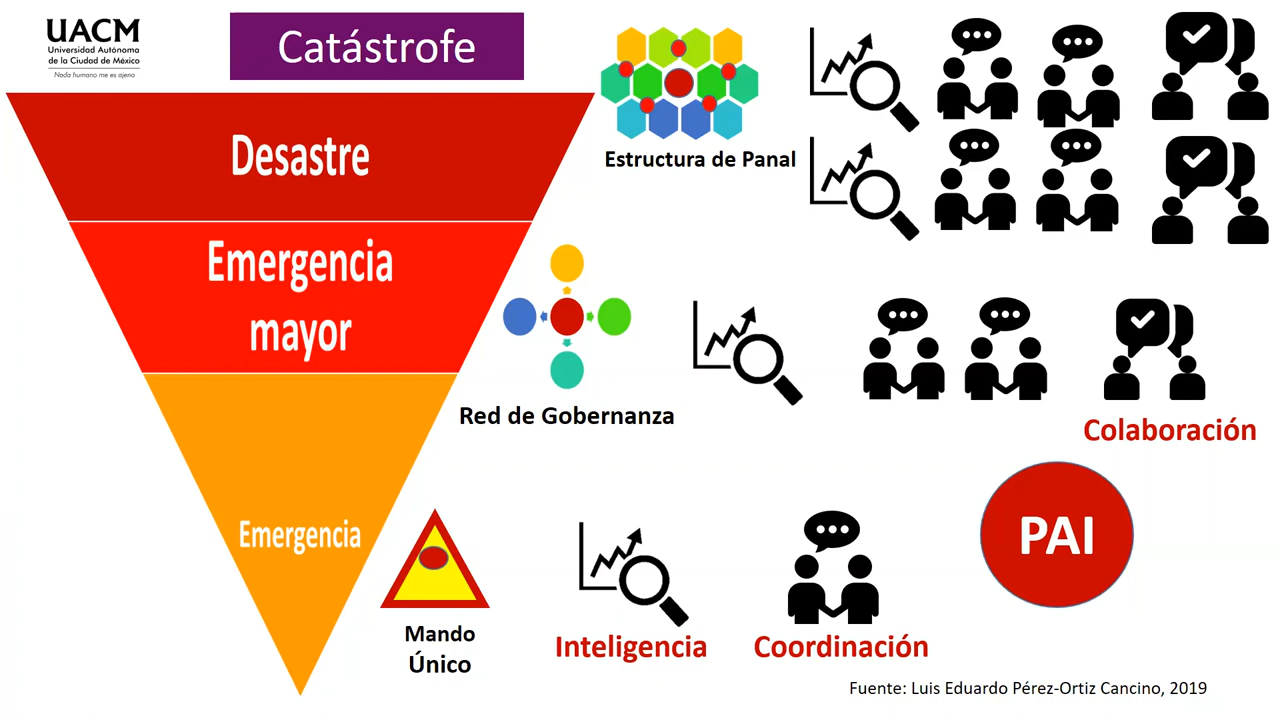 UACM
Universidad Autónoma
de la Ciudad de México
Nada humano me es ajeno
Catástrofe
Desastre
Estructura de Panal
Emergencia
mayor
Red de Gobernanza
Colaboración
Emergencia
PAI
Mando
Único
Inteligencia
Coordinación
Fuente: Luis Eduardo Pérez-Ortiz Cancino, 2019